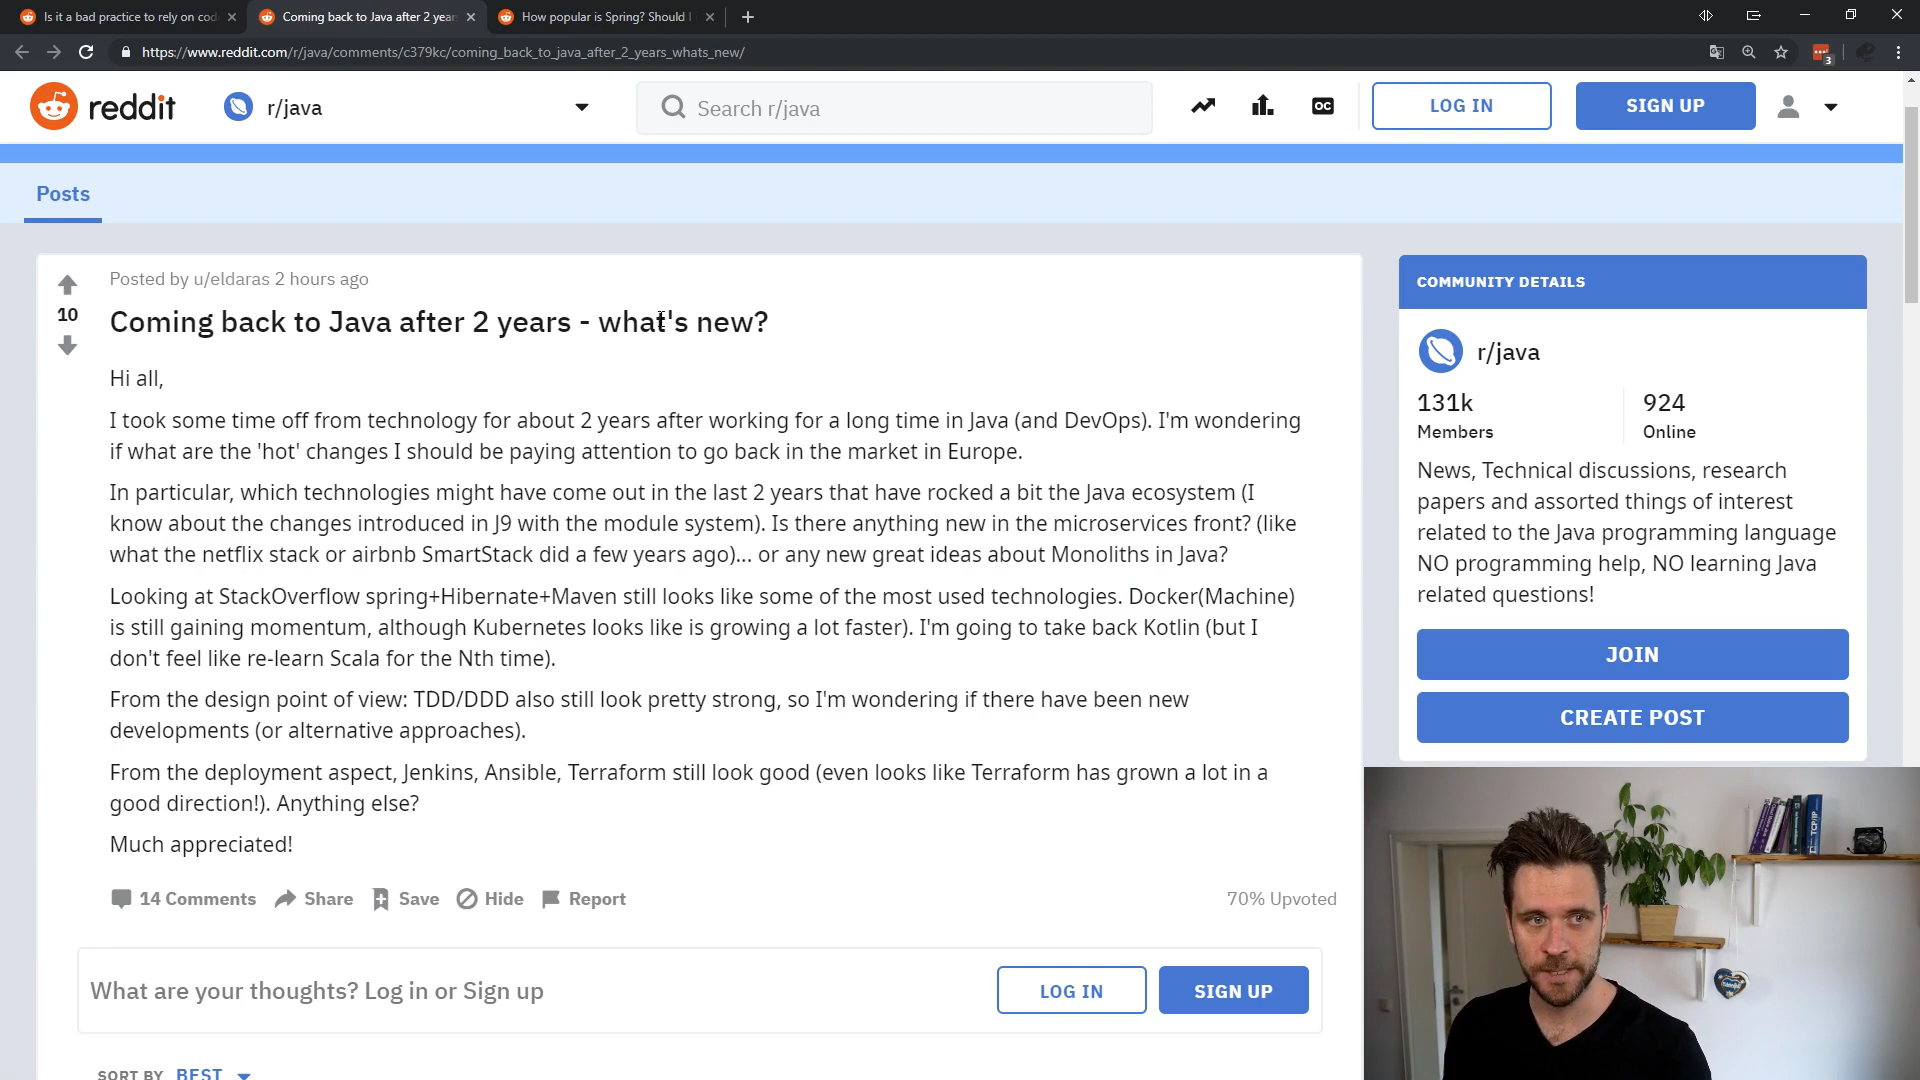 Is it a bad practice to rely on cod
Coming back to Java after 2 year
How popular is Spring? Should I
https://www.reddit.com/r/java/comments/c379kc/coming_back_to_java_after_2_years_whats_new/
3
reddit
r/java
Search r/java
OC
LOG IN
SIGN UP
Posts
Posted by u/eldaras 2 hours ago
10
Coming back to Java after 2 years - what's new?
Hi all,
I took some time off from technology for about 2 years after working for a long time in Java (and DevOps). I'm wondering
if what are the 'hot' changes I should be paying attention to go back in the market in Europe.
In particular, which technologies might have come out in the last 2 years that have rocked a bit the Java ecosystem (I
know about the changes introduced in J9 with the module system). Is there anything new in the microservices front? (like
what the netflix stack or airbnb SmartStack did a few years ago)... or any new great ideas about Monoliths in Java?
Looking at StackOverflow spring+Hibernate+Maven still looks like some of the most used technologies. Docker(Machine)
is still gaining momentum, although Kubernetes looks like is growing a lot faster). I'm going to take back Kotlin (but I
don't feel like re-learn Scala for the Nth time).
From the design point of view: TDD/DDD also still look pretty strong, so I'm wondering if there have been new
developments (or alternative approaches).
From the deployment aspect, Jenkins, Ansible, Terraform still look good (even looks like Terraform has grown a lot in a
good direction!). Anything else?
Much appreciated!
14 Comments
Share
Save
Hide
Report
70% Upvoted
What are your thoughts? Log in or Sign up
LOG IN
SIGN UP
SORT BY BEST
COMMUNITY DETAILS
r/java
131k
Members
924
Online
News, Technical discussions, research
papers and assorted things of interest
related to the Java programming language
NO programming help, NO learning Java
related questions!
JOIN
CREATE POST
TCP/IP